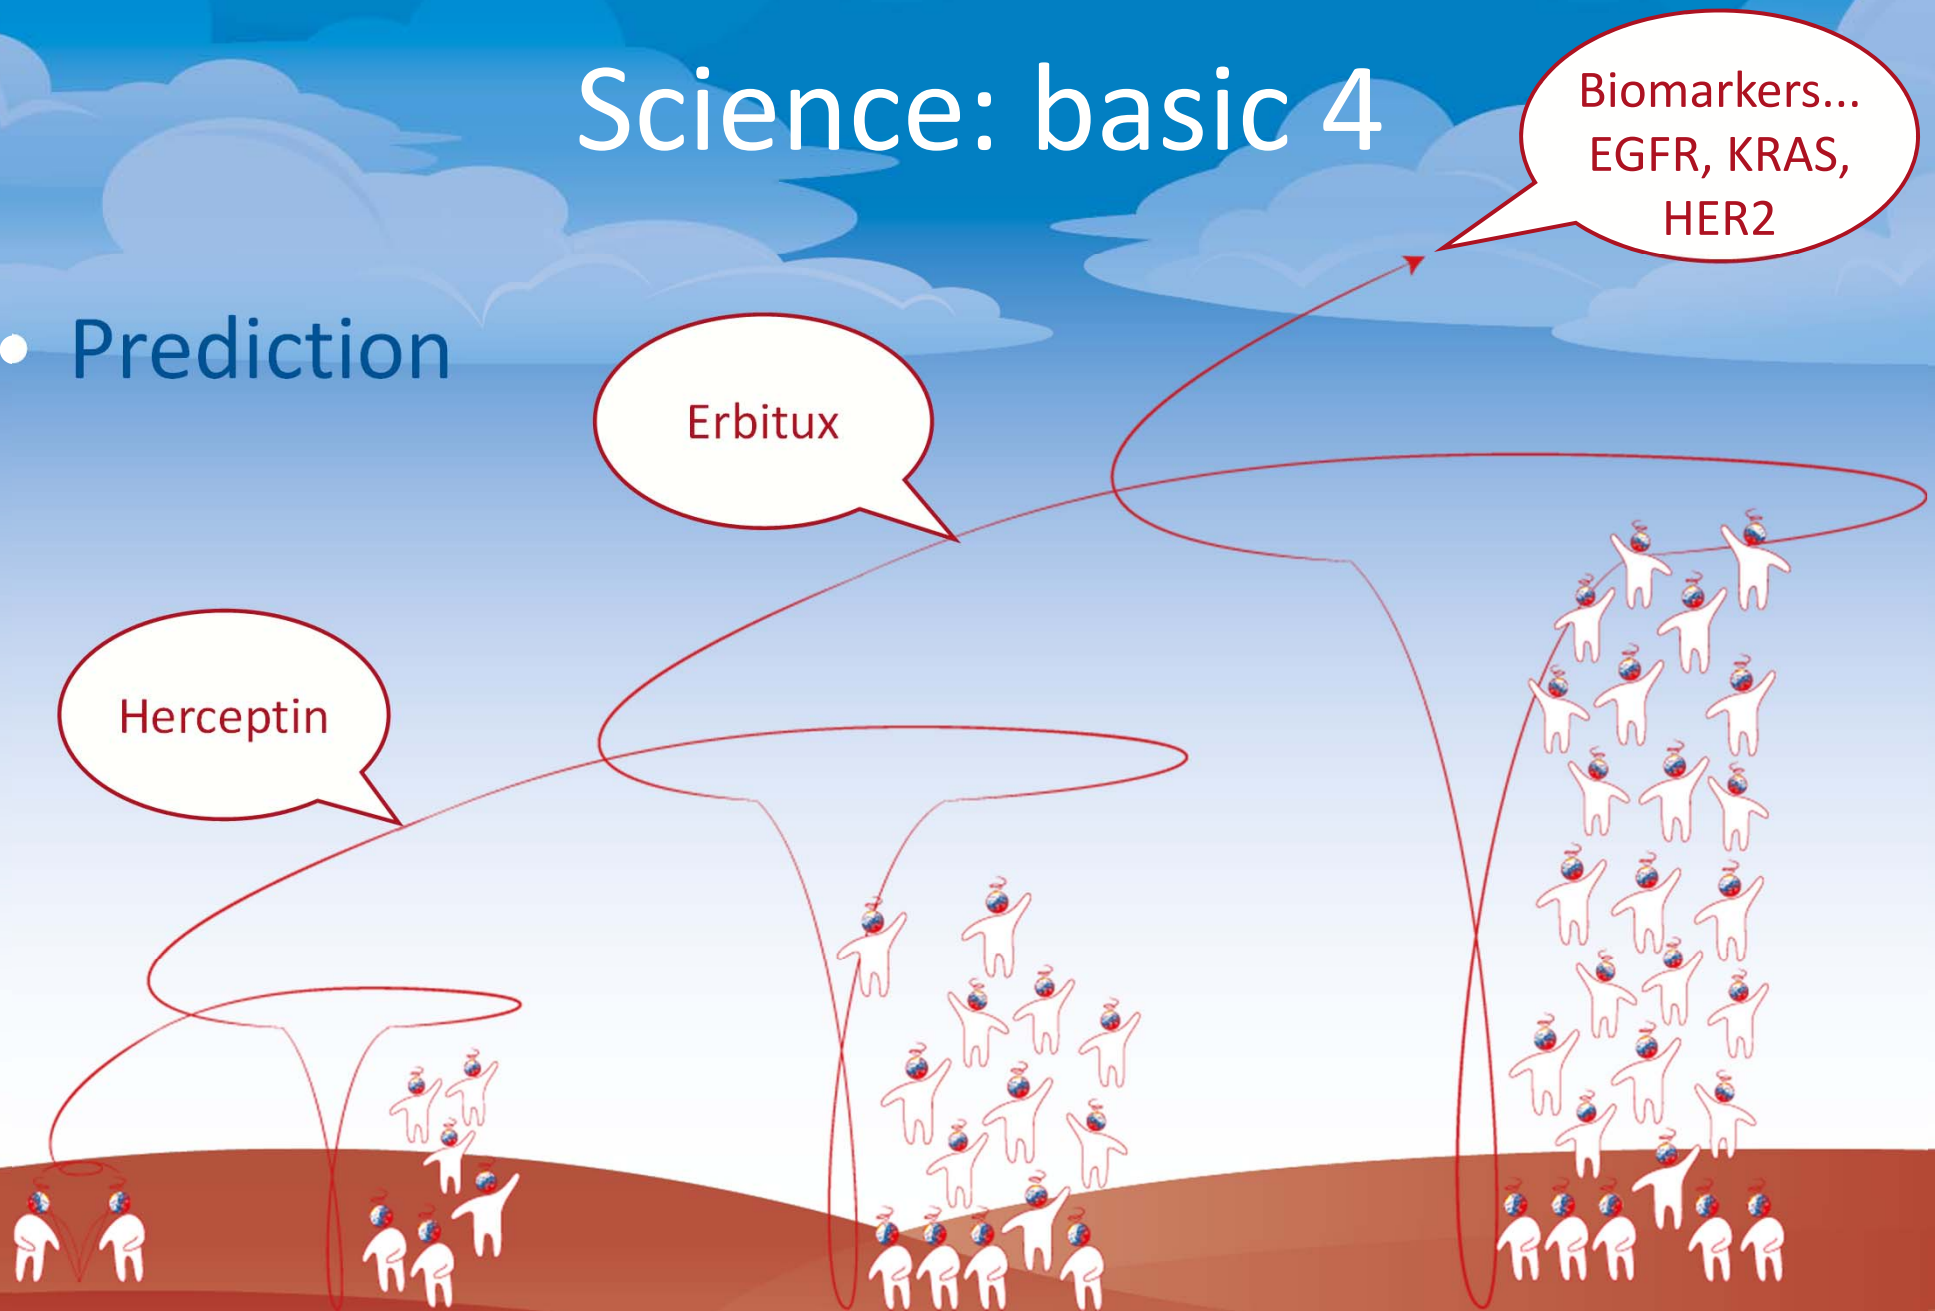 Science: basic 4
Biomarkers...
EGFR, KRAS,
HER2
• Prediction
Erbitux
Herceptin